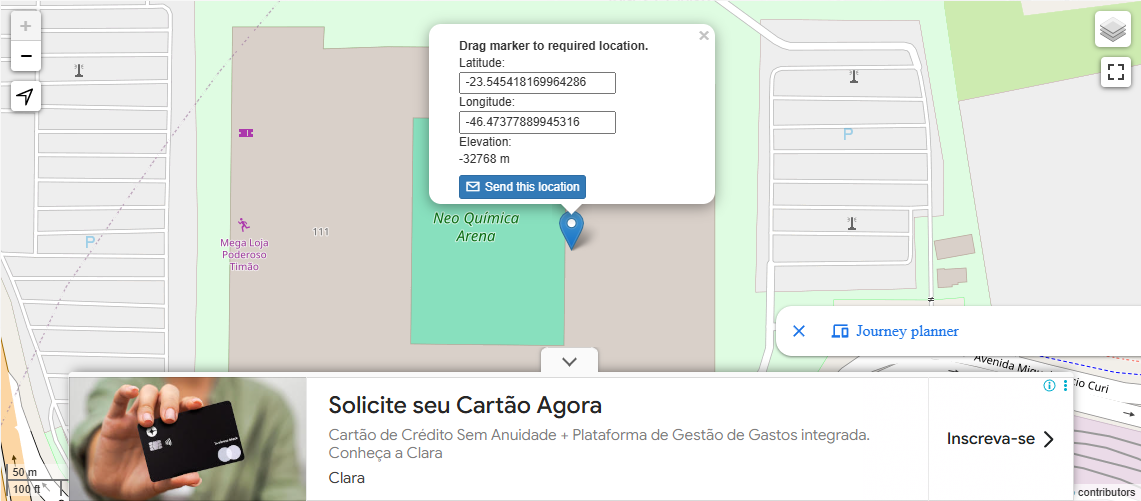 +
−
×
Drag marker to required location.
Latitude:
-23.545418169964286
Longitude:
-46.47377889945316
Elevation:
-32768 m
Send this location
P
Neo Química
Arena
111
Mega Loja
Poderoso
Timão
P
Journey planner
Avenida Migu
io Curi
Solicite seu Cartão Agora
Cartão de Crédito Sem Anuidade + Plataforma de Gestão de Gastos integrada.
Conheça a Clara
Clara
Inscreva-se
50 m
100 ft
contributors